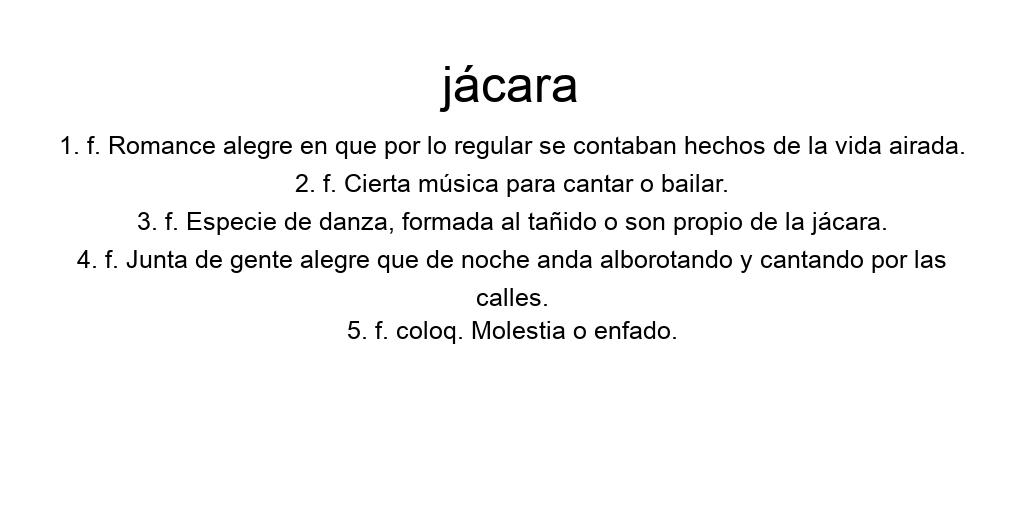 jácara
1. f. Romance alegre en que por lo regular se contaban hechos de la vida airada.
2. f. Cierta música para cantar o bailar.
3. f. Especie de danza, formada al tañido o son propio de la jácara.
4. f. Junta de gente alegre que de noche anda alborotando y cantando por las
calles.
5. f. coloq. Molestia o enfado.